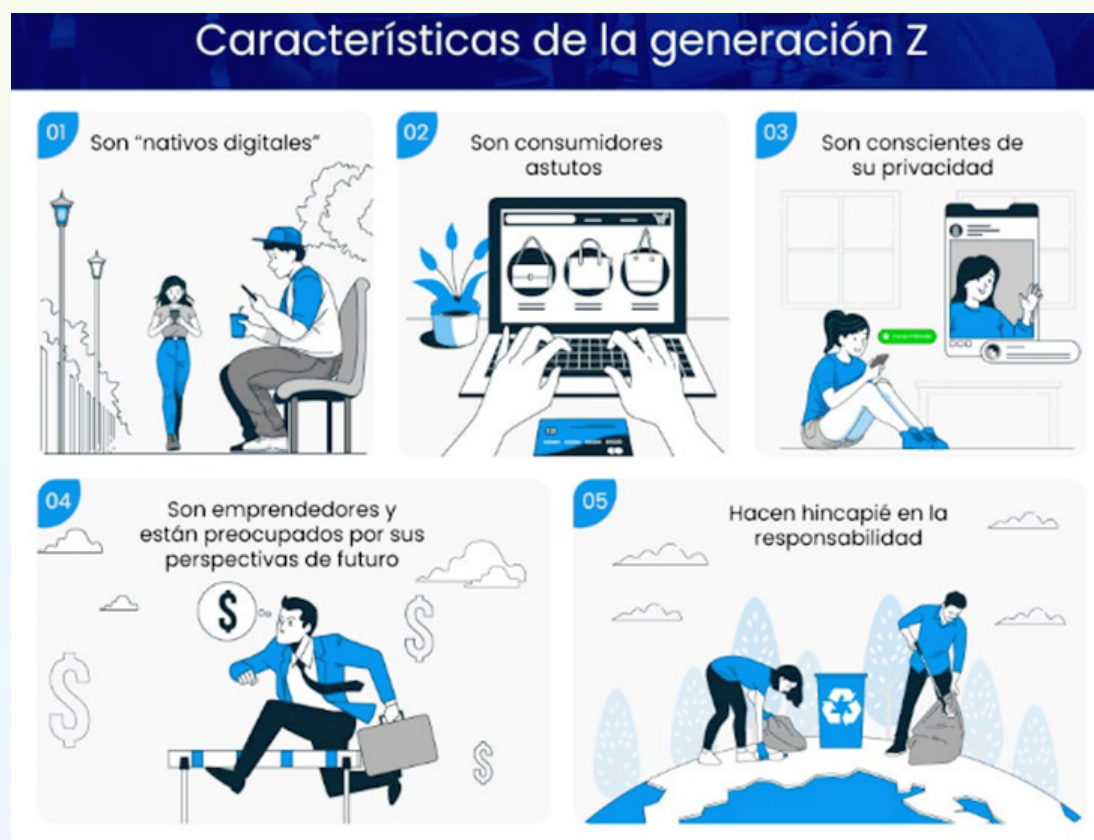 Características de la generación Z
01
Son “nativos digitales”
02
Son consumidores
astutos
03
Son conscientes de
su privacidad
04
Son emprendedores y
están preocupados por sus
perspectivas de futuro
$
$
$
$
05
Hacen hincapié en la
responsabilidad